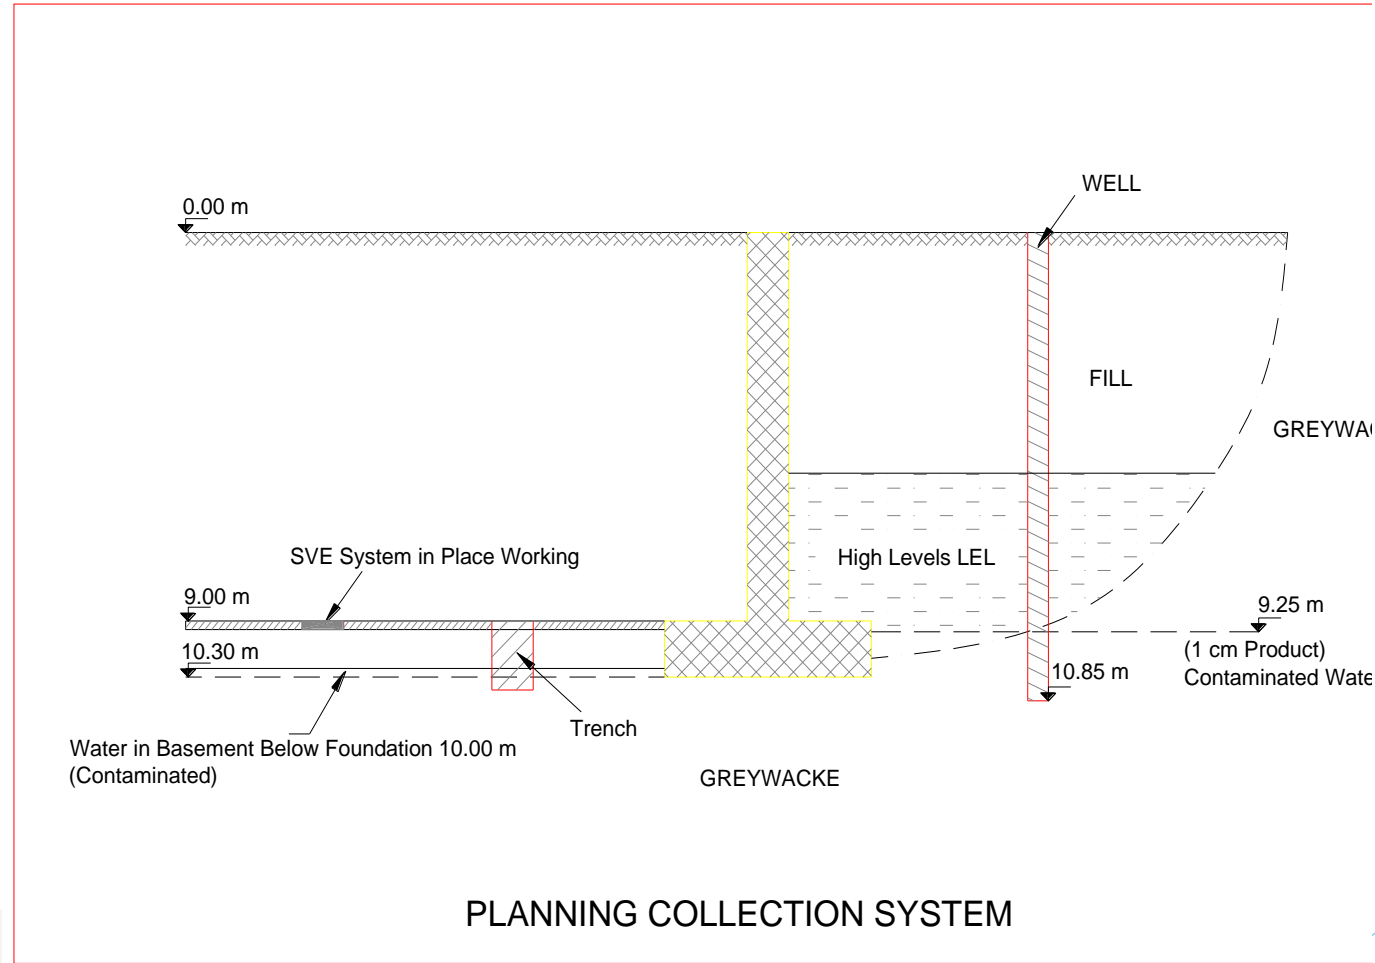 WELL
0.00 m
FILL
GREYWAC
SVE System in Place Working
High Levels LEL
9.00 m
9.25 m
10.30 m
(1 cm Product)
10.85 m
Contaminated Wate
Trench
Water in Basement Below Foundation 10.00 m
(Contaminated)
GREYWACKE
PLANNING COLLECTION SYSTEM